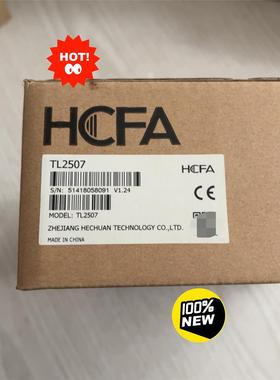 HOT!
HCFA
TL2507
HCFA
S/N: 51418058091 V1.24
CE
MODEL: TL2507
ZHEJIANG HECHUAN TECHNOLOGY CO.,LTD.
MADE IN CHINA
100%
NEW